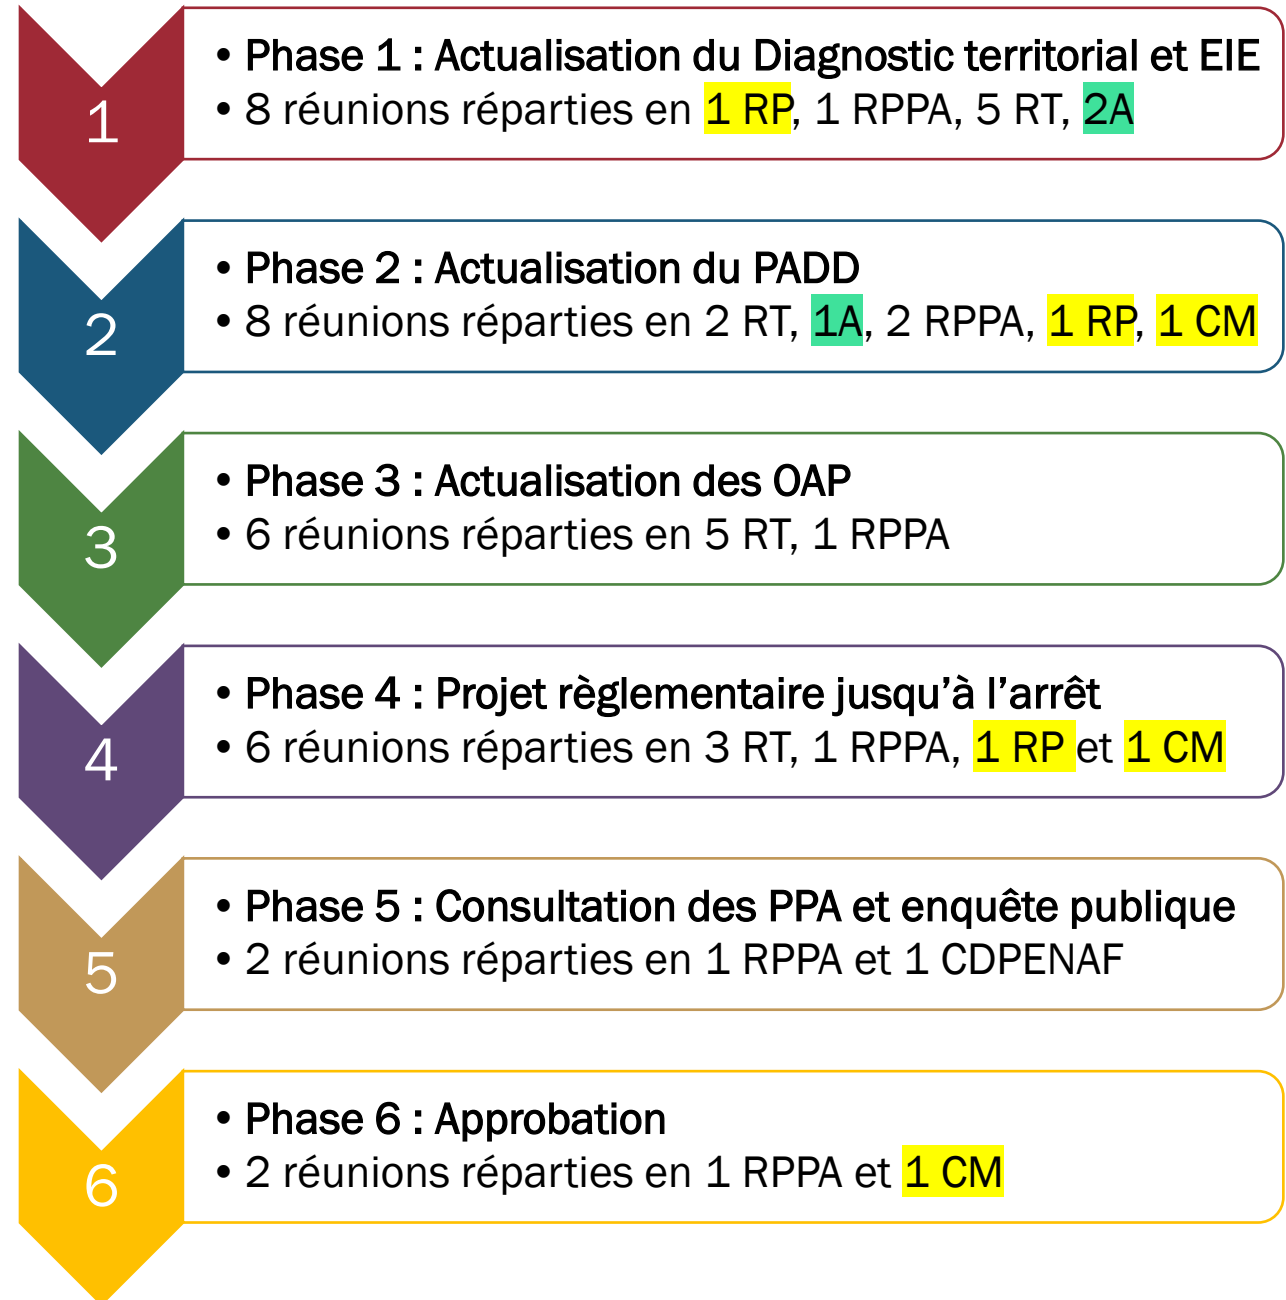 1
• Phase 1 : Actualisation du Diagnostic territorial et EIE
• 8 réunions réparties en 1 RP, 1 RPPA, 5 RT, 2A
2
• Phase 2 : Actualisation du PADD
• 8 réunions réparties en 2 RT, 1A, 2 RPPA, 1 RP, 1 CM
3
• Phase 3 : Actualisation des OAP
• 6 réunions réparties en 5 RT, 1 RPPA
4
• Phase 4 : Projet règlementaire jusqu’à l’arrêt
• 6 réunions réparties en 3 RT, 1 RPPA, 1 RP et 1 CM
5
• Phase 5 : Consultation des PPA et enquête publique
• 2 réunions réparties en 1 RPPA et 1 CDPENAF
6
• Phase 6 : Approbation
• 2 réunions réparties en 1 RPPA et 1 CM